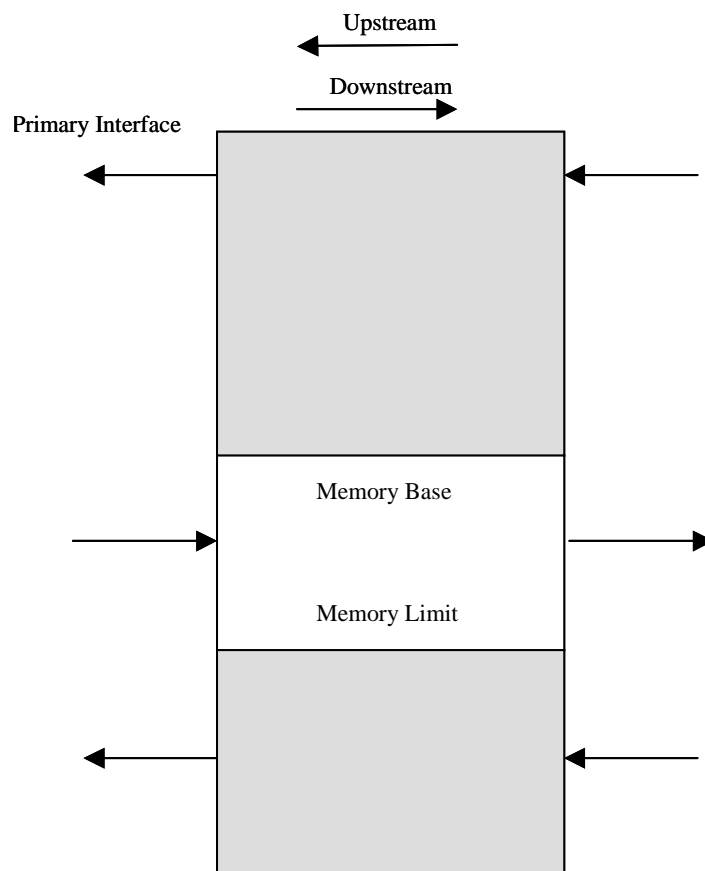 Upstream
Downstream
Primary Interface
Memory Base
Memory Limit